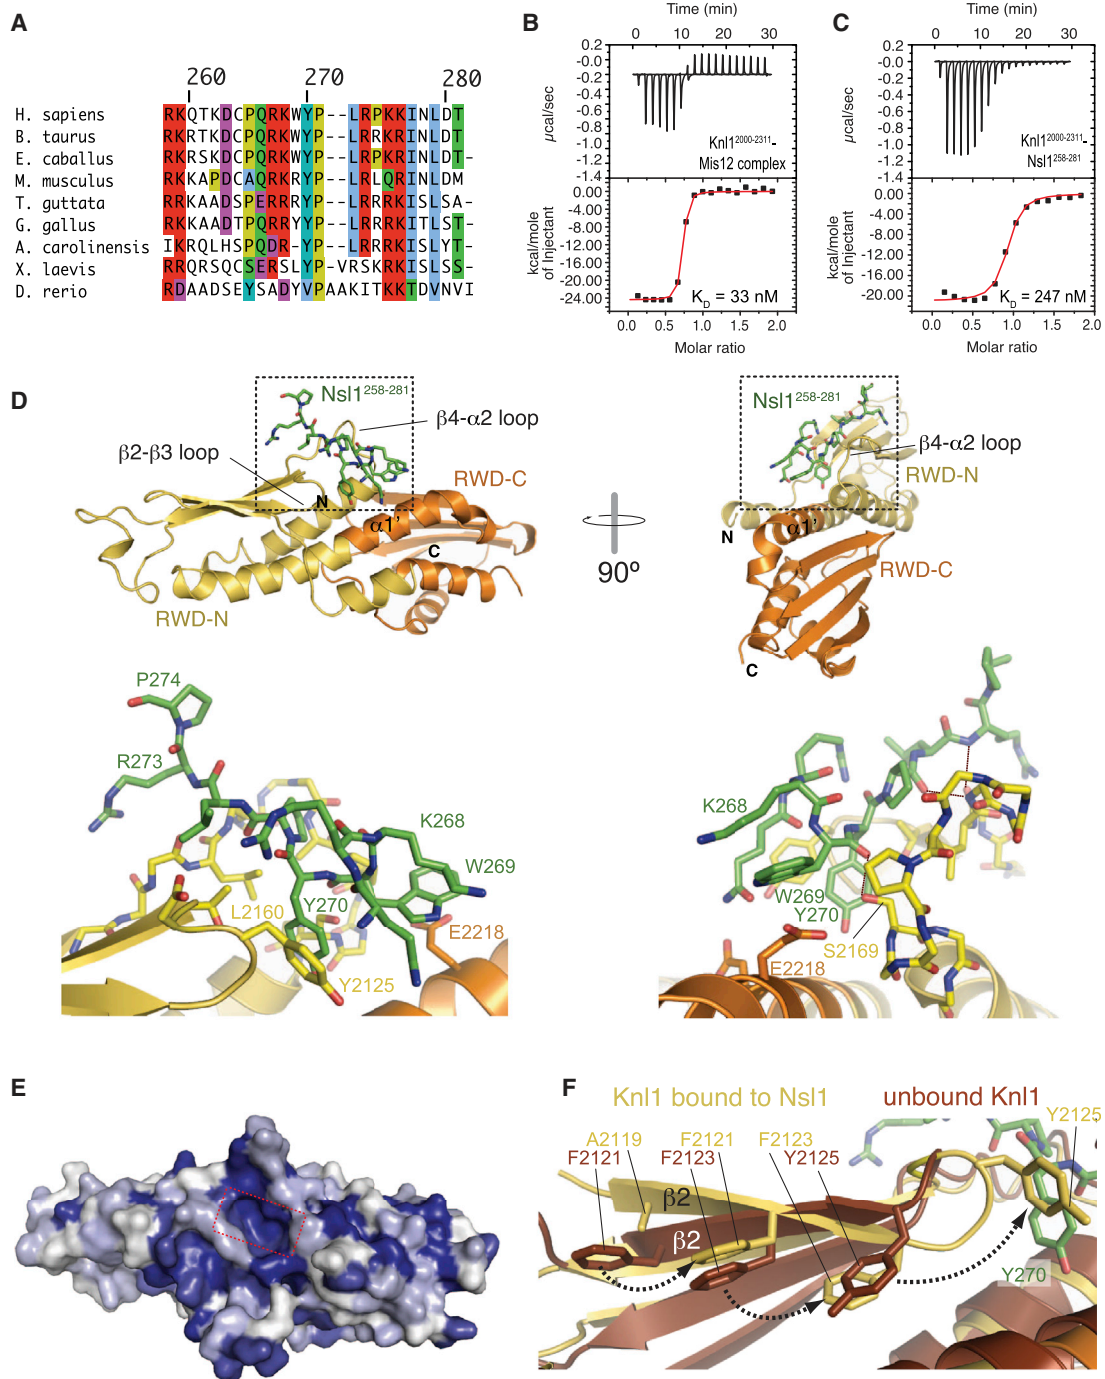 A
260 270 280
H. sapiens RKQTKDCPQRKWYP--LRPKKINLDT
B. taurus RKRTKDCPQRKWYP--LRPKKINLDT
E. caballus RKRSKDCPQRKWYP--LRPKRINLDT-
M. musculus RKKAPDCAQRKRYP--LRLQRINLDM
T. guttata RKKAADSPERRRYP--LRRKRINLSA-
G. gallus RKKAADTPQRRYYP--LRRKRITLST-
A. carolinensis IKRQLHSPQDR-YP--LRRRKISLYT-
X. laevis RRQRSQCSERSLYP-VRSKRKISLSS-
D. rerio RDAADSEYSADYVPAAKITKKTDVNVI
B
Time (min)
0 10 20 30
0.2
-0.0
-0.2
-0.4
-0.6
-0.8
-1.0
-1.2
-1.4
µcal/sec
Knl1 2000-2311-
Mis12 complex
0.00
-4.00
-8.00
-12.00
-16.00
-20.00
-24.00
kcal/mole
of Injectant
KD = 33 nM
0.0 0.5 1.0 1.5 2.0
Molar ratio
C
Time (min)
0 10 20 30
0.2
-0.0
-0.2
-0.4
-0.6
-0.8
-1.0
-1.2
-1.4
µcal/sec
Knl1 2000-2311-
Nsl1 258-281
0.00
-4.00
-8.00
-12.00
-16.00
-20.00
kcal/mole
of Injectant
KD = 247 nM
0.0 0.5 1.0 1.5 2.0
Molar ratio
D
Nsl1 258-281
β4-α2 loop
β2-β3 loop
N
RWD-C
α1'
C
RWD-N
90º
Nsl1 258-281
β4-α2 loop
RWD-N
N
α1'
RWD-C
C
P274
R273
K268
W269
Y270
L2160
E2218
Y2125
K268
W269
Y270
S2169
E2218
E
F
Knl1 bound to Nsl1
unbound Knl1
A2119
F2121
F2121
F2123
F2123
Y2125
Y2125
β2
β2
Y270